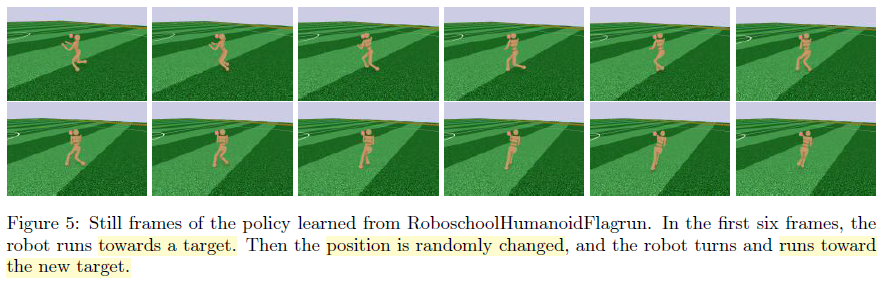 Figure 5: Still frames of the policy learned from RoboschoolHumanoidFlagrun. In the first six frames, the
robot runs towards a target. Then the position is randomly changed, and the robot turns and runs toward
the new target.